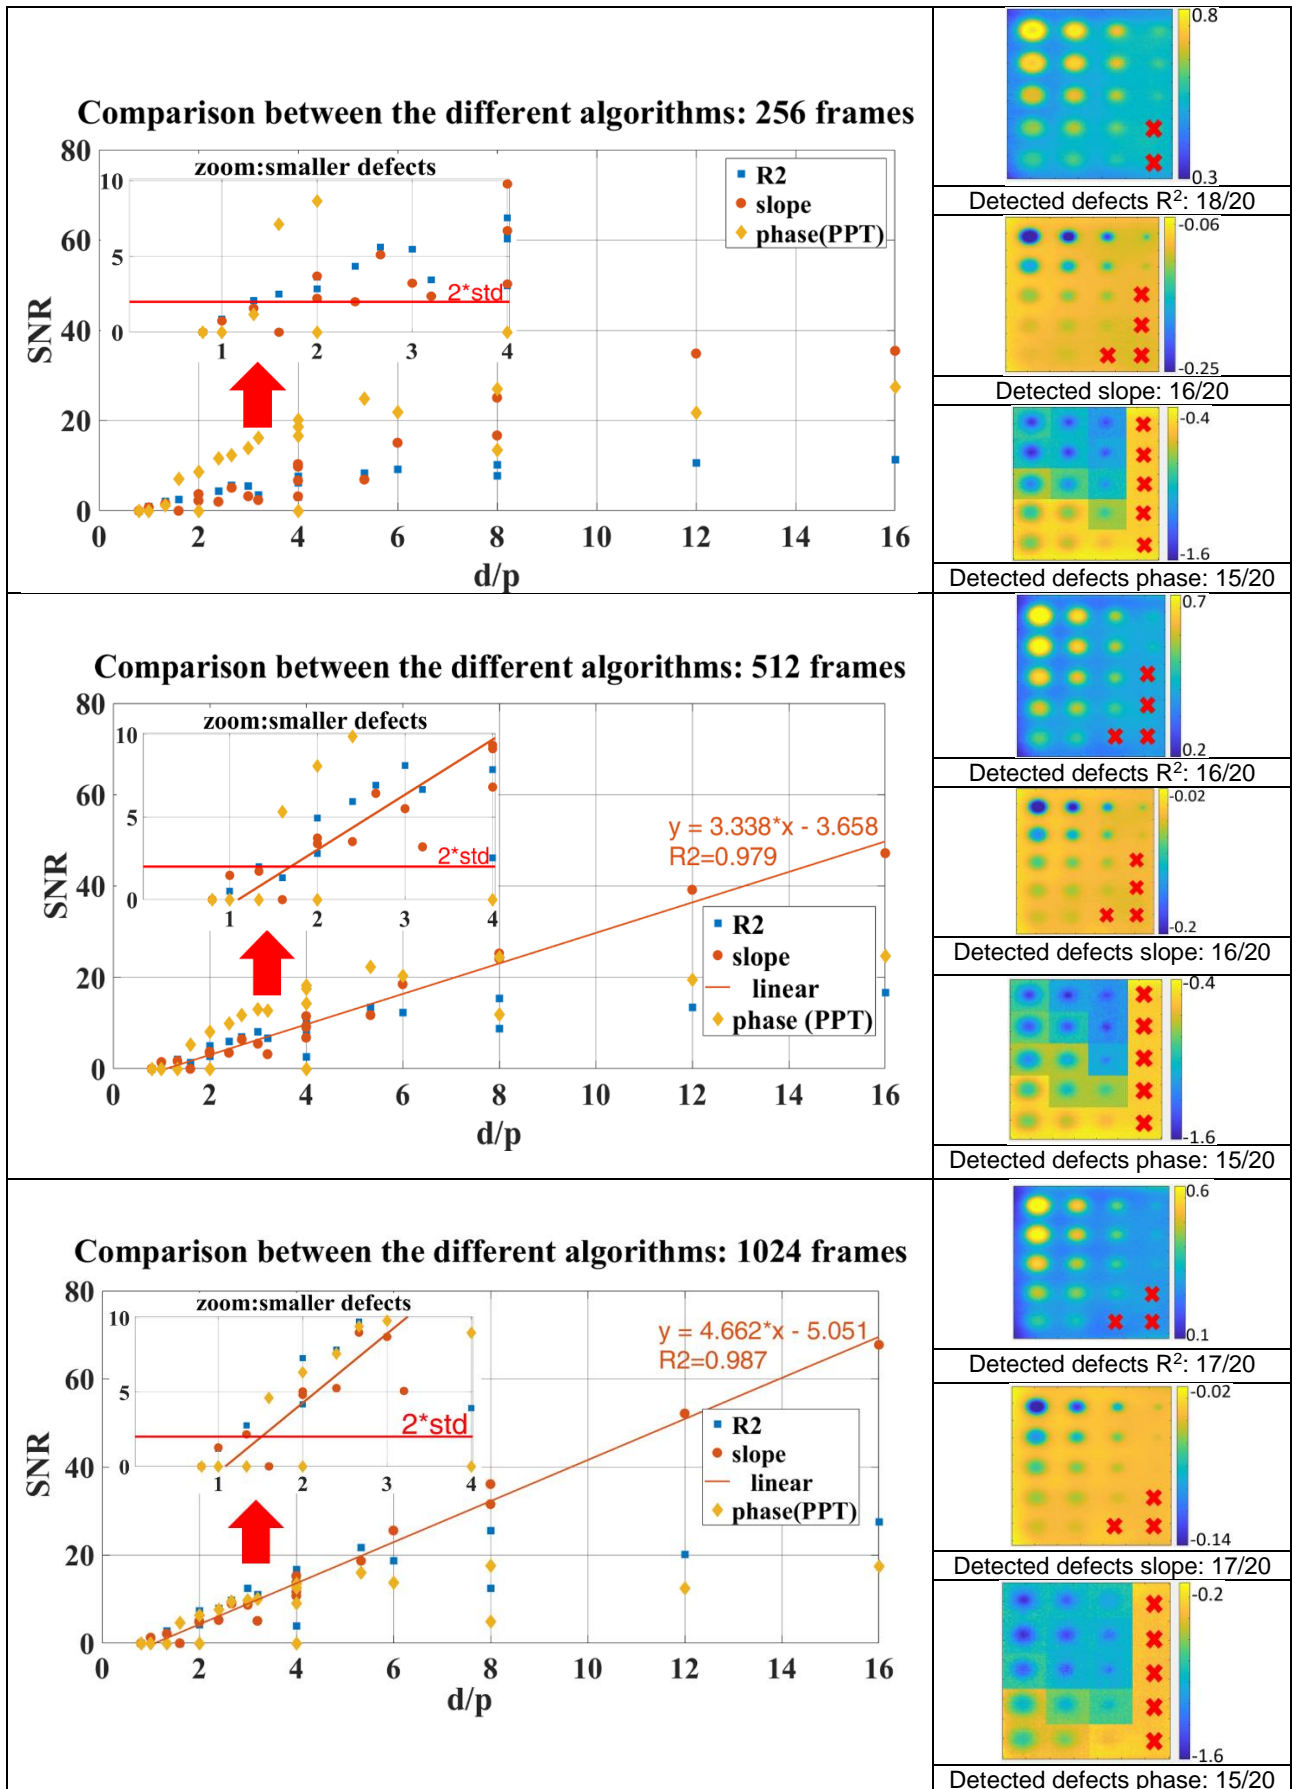 Comparison between the different algorithms: 256 frames
80
60
40
20
0
SNR
zoom:smaller defects
10
5
0
2*std
1 2 3 4
R2
slope
phase(PPT)
0 2 4 6 8 10 12 14 16
d/p
0.8
0.3
Detected defects R²: 18/20
-0.06
-0.25
Detected slope: 16/20
-0.4
-1.6
Detected defects phase: 15/20
Comparison between the different algorithms: 512 frames
80
60
40
20
0
SNR
zoom:smaller defects
10
5
0
2*std
1 2 3 4
y = 3.338*x - 3.658
R2=0.979
R2
slope
linear
phase (PPT)
0 2 4 6 8 10 12 14 16
d/p
0.7
0.2
Detected defects R²: 16/20
-0.02
-0.2
Detected defects slope: 16/20
-0.4
-1.6
Detected defects phase: 15/20
Comparison between the different algorithms: 1024 frames
80
60
40
20
0
SNR
zoom:smaller defects
10
5
0
2*std
1 2 3 4
y = 4.662*x - 5.051
R2=0.987
R2
slope
linear
phase(PPT)
0 2 4 6 8 10 12 14 16
d/p
0.6
0.1
Detected defects R²: 17/20
-0.02
-0.14
Detected defects slope: 17/20
-0.2
-1.6
Detected defects phase: 15/20